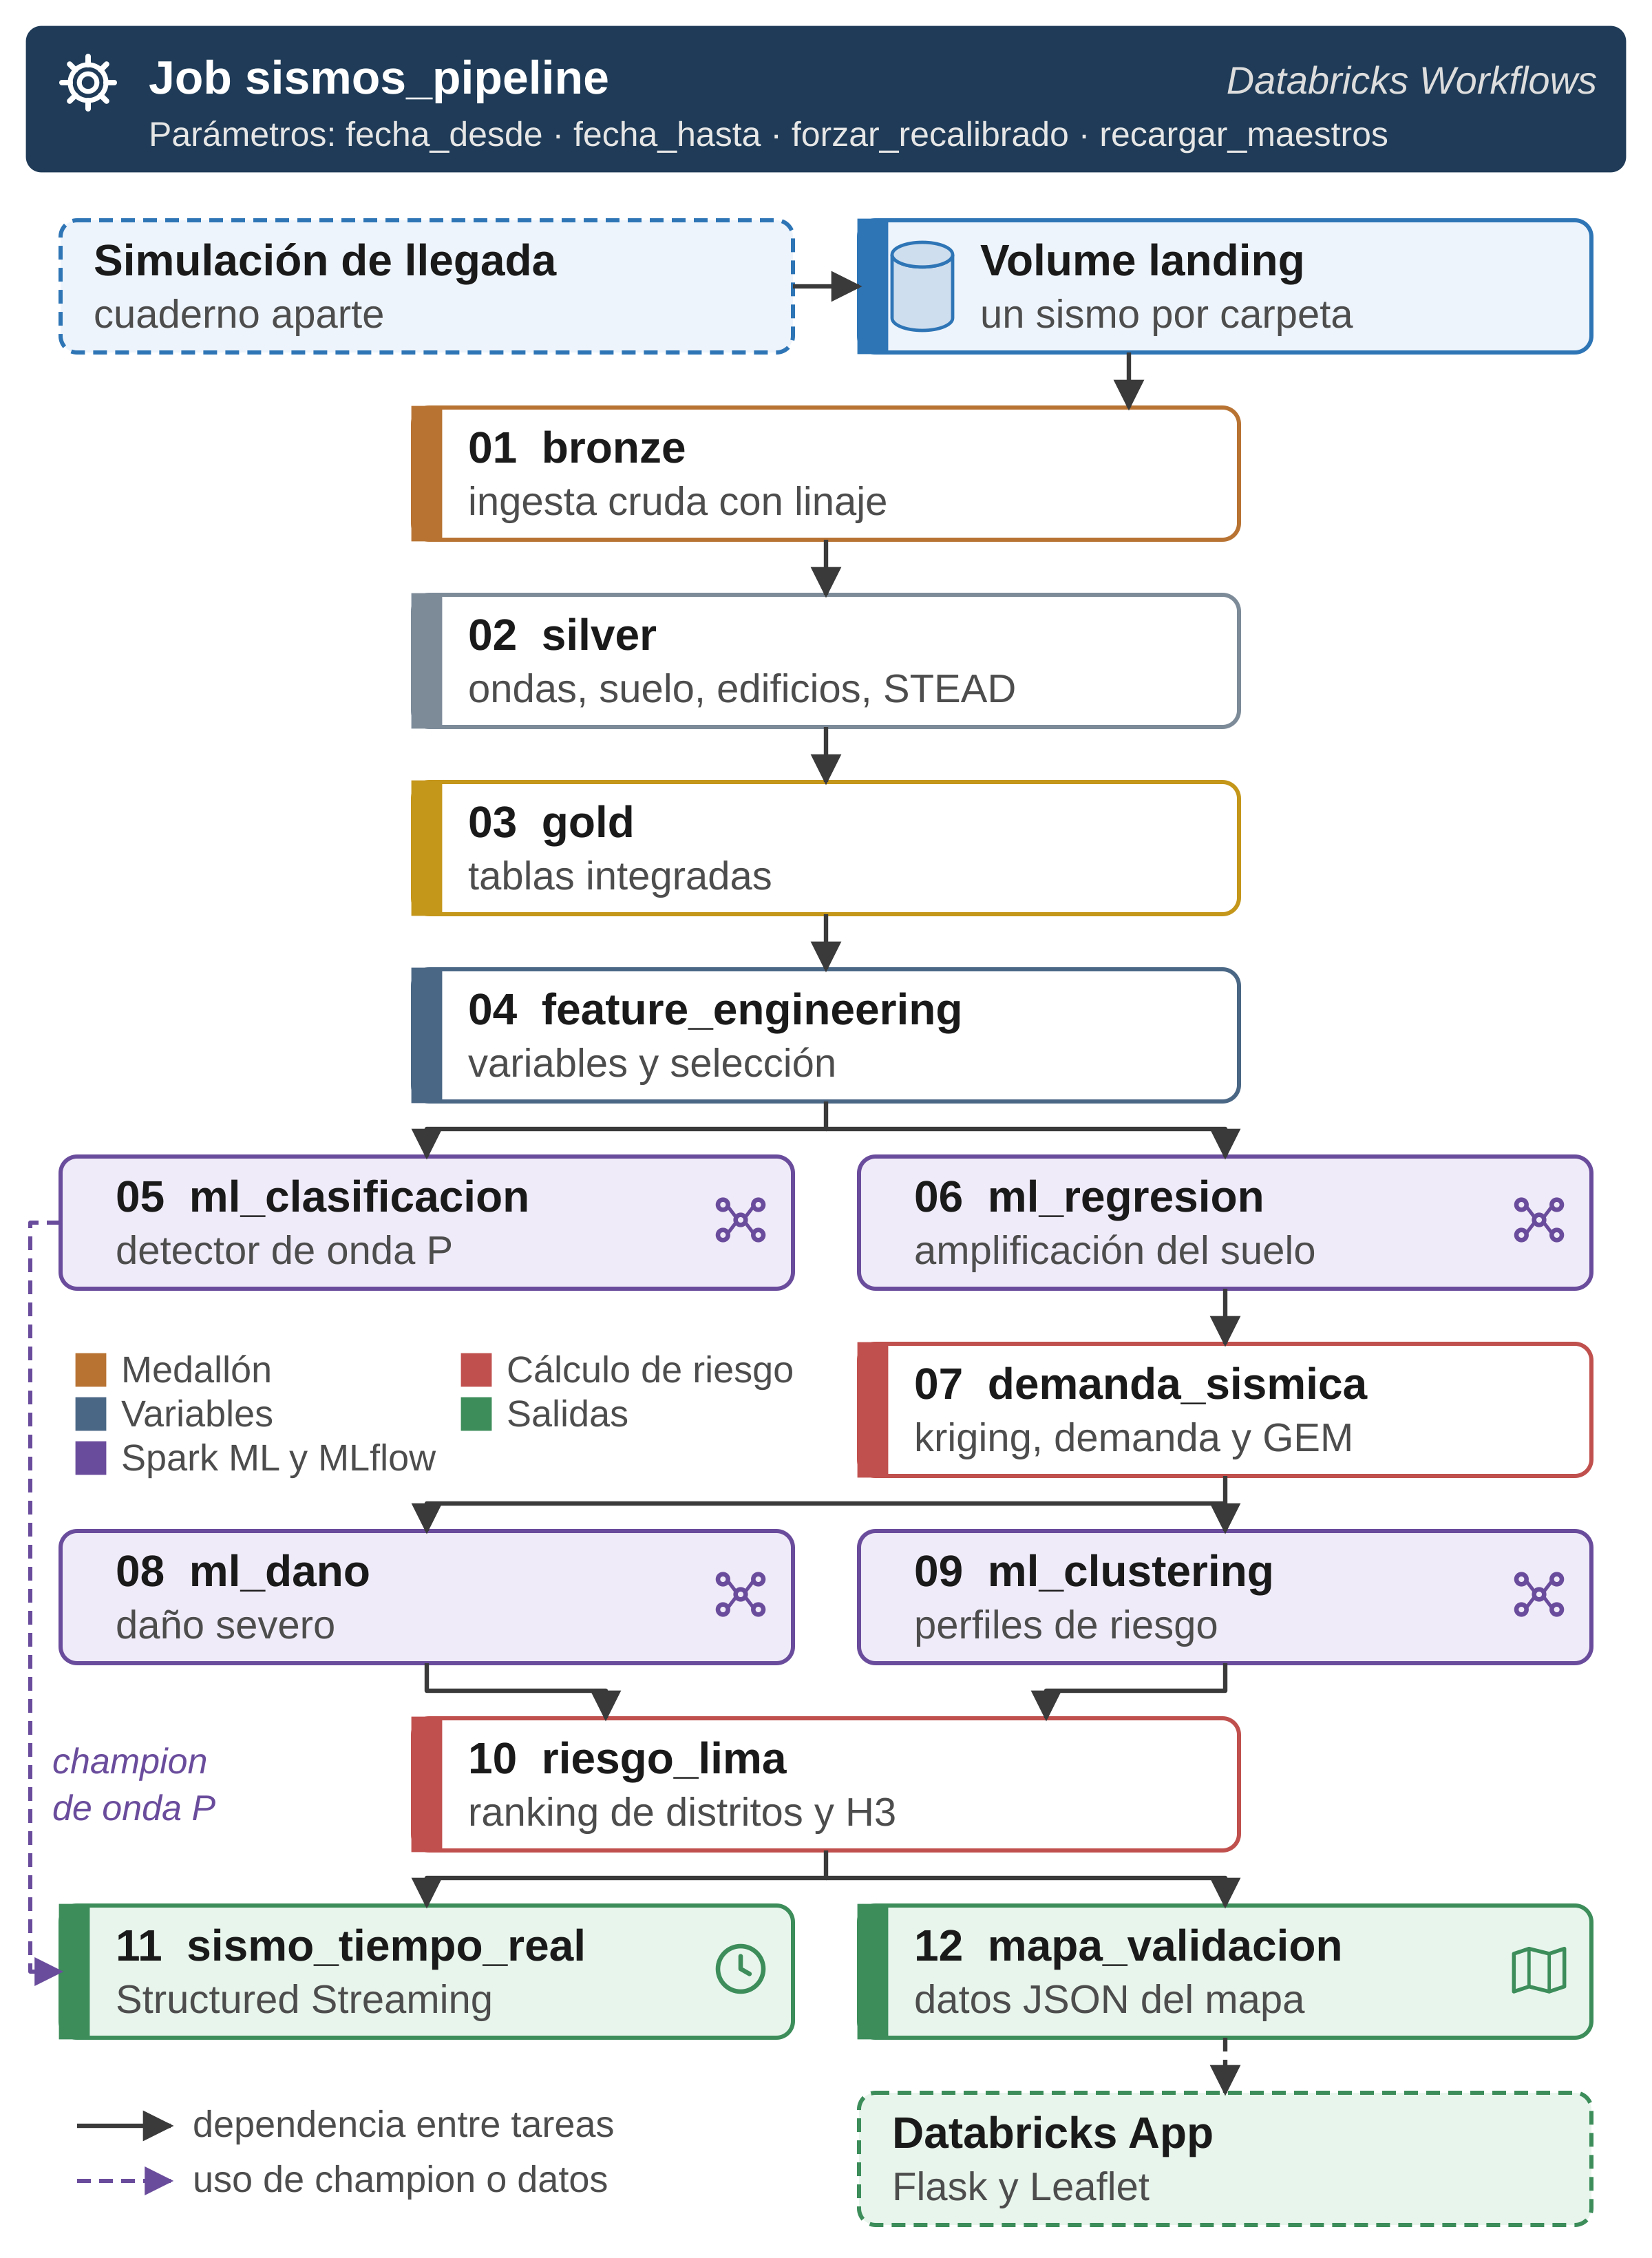 Job sismos_pipeline
Databricks Workflows
Parámetros: fecha_desde · fecha_hasta · forzar_recalibrado · recargar_maestros
Simulación de llegada
cuaderno aparte
Volume landing
un sismo por carpeta
01 bronze
ingesta cruda con linaje
02 silver
ondas, suelo, edificios, STEAD
03 gold
tablas integradas
04 feature_engineering
variables y selección
05 ml_clasificacion
detector de onda P
06 ml_regresion
amplificación del suelo
Medallón
Variables
Spark ML y MLflow
Cálculo de riesgo
Salidas
07 demanda_sismica
kriging, demanda y GEM
08 ml_dano
daño severo
09 ml_clustering
perfiles de riesgo
champion
de onda P
10 riesgo_lima
ranking de distritos y H3
11 sismo_tiempo_real
Structured Streaming
12 mapa_validacion
datos JSON del mapa
dependencia entre tareas
uso de champion o datos
Databricks App
Flask y Leaflet